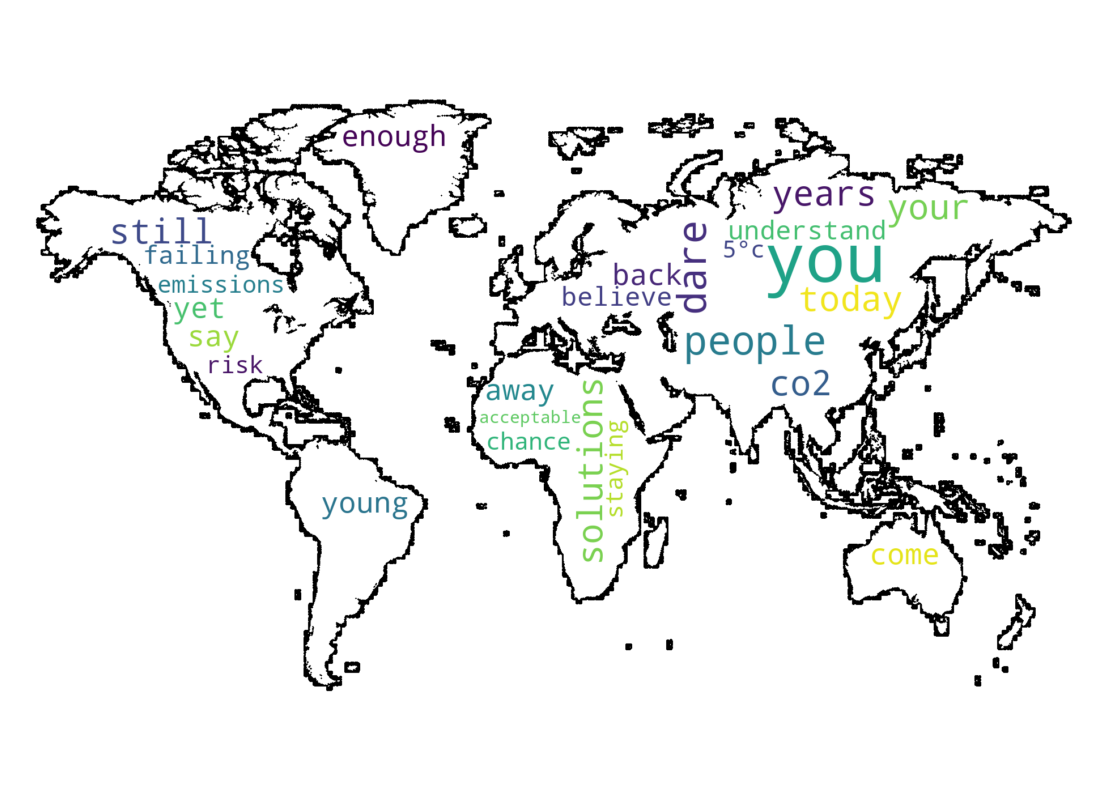 enough
years
your
still
understand
dare
failing
5°c
you
back
emissions
believe
today
yet
say
people
risk
co2
away
solutions
acceptable
staying
chance
young
come